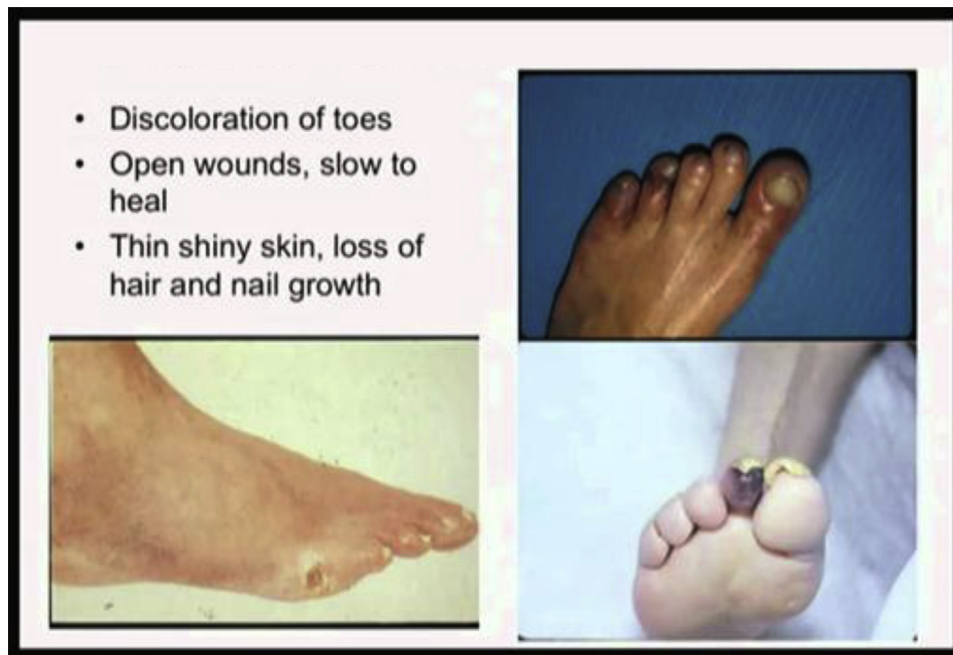 • Discoloration of toes
• Open wounds, slow to
heal
• Thin shiny skin, loss of
hair and nail growth